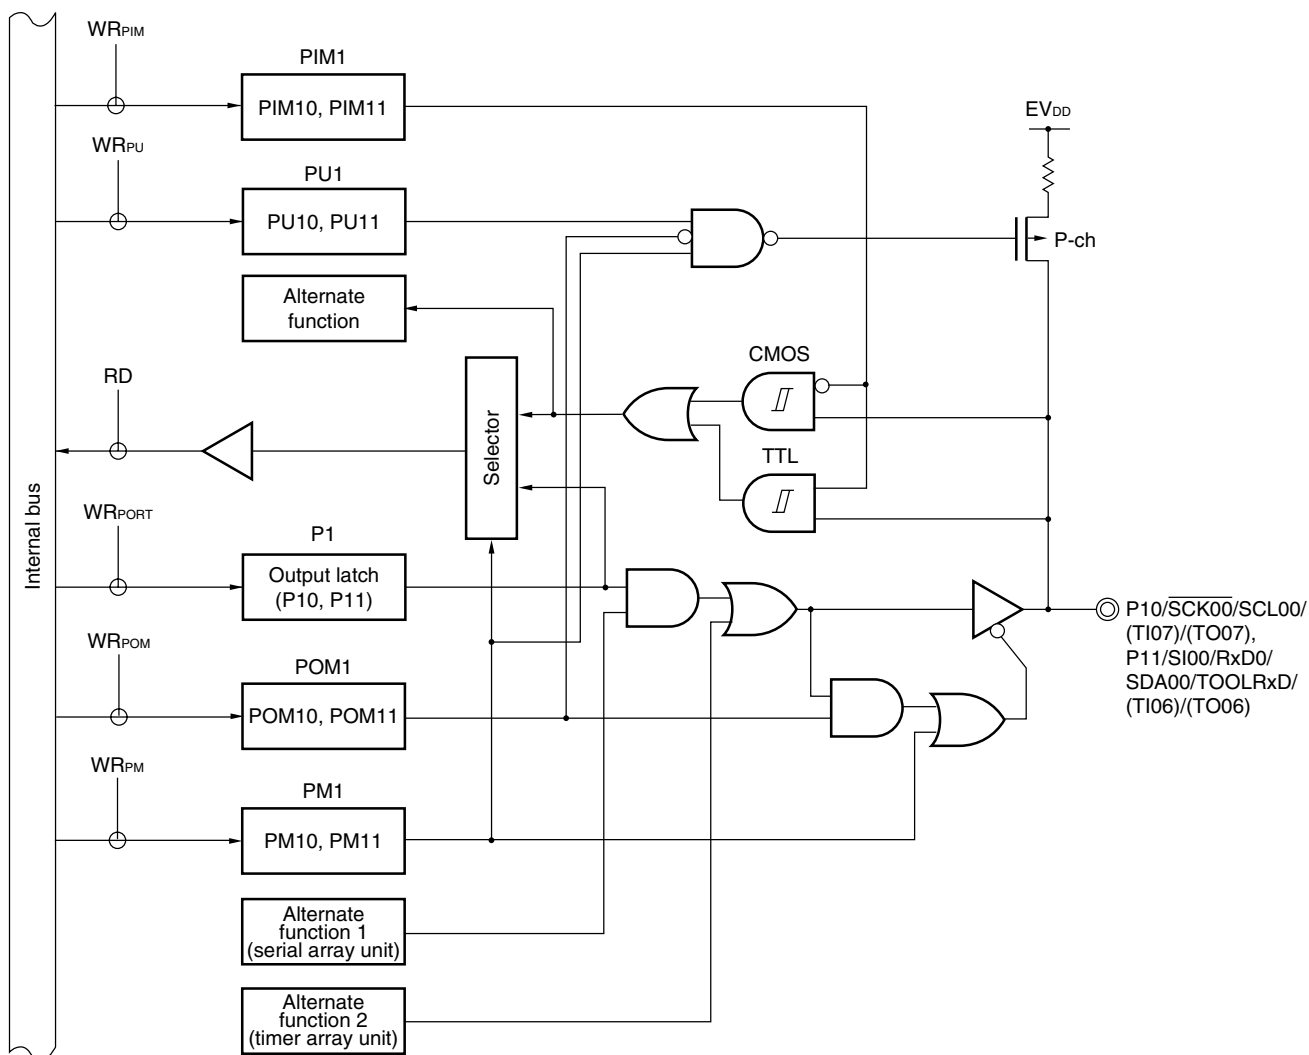 WRPIM
PIM1
PIM10, PIM11
EVDD
WRPU
PU1
PU10, PU11
P-ch
Alternate
function
CMOS
RD
Selector
TTL
Internal bus
WRPORT
P1
Output latch
(P10, P11)
P10/SCK00/SCL00/
(TI07)/(TO07),
P11/SI00/RxD0/
SDA00/TOOLRxD/
(TI06)/(TO06)
WRPOM
POM1
POM10, POM11
WRPM
PM1
PM10, PM11
Alternate
function 1
(serial array unit)
Alternate
function 2
(timer array unit)